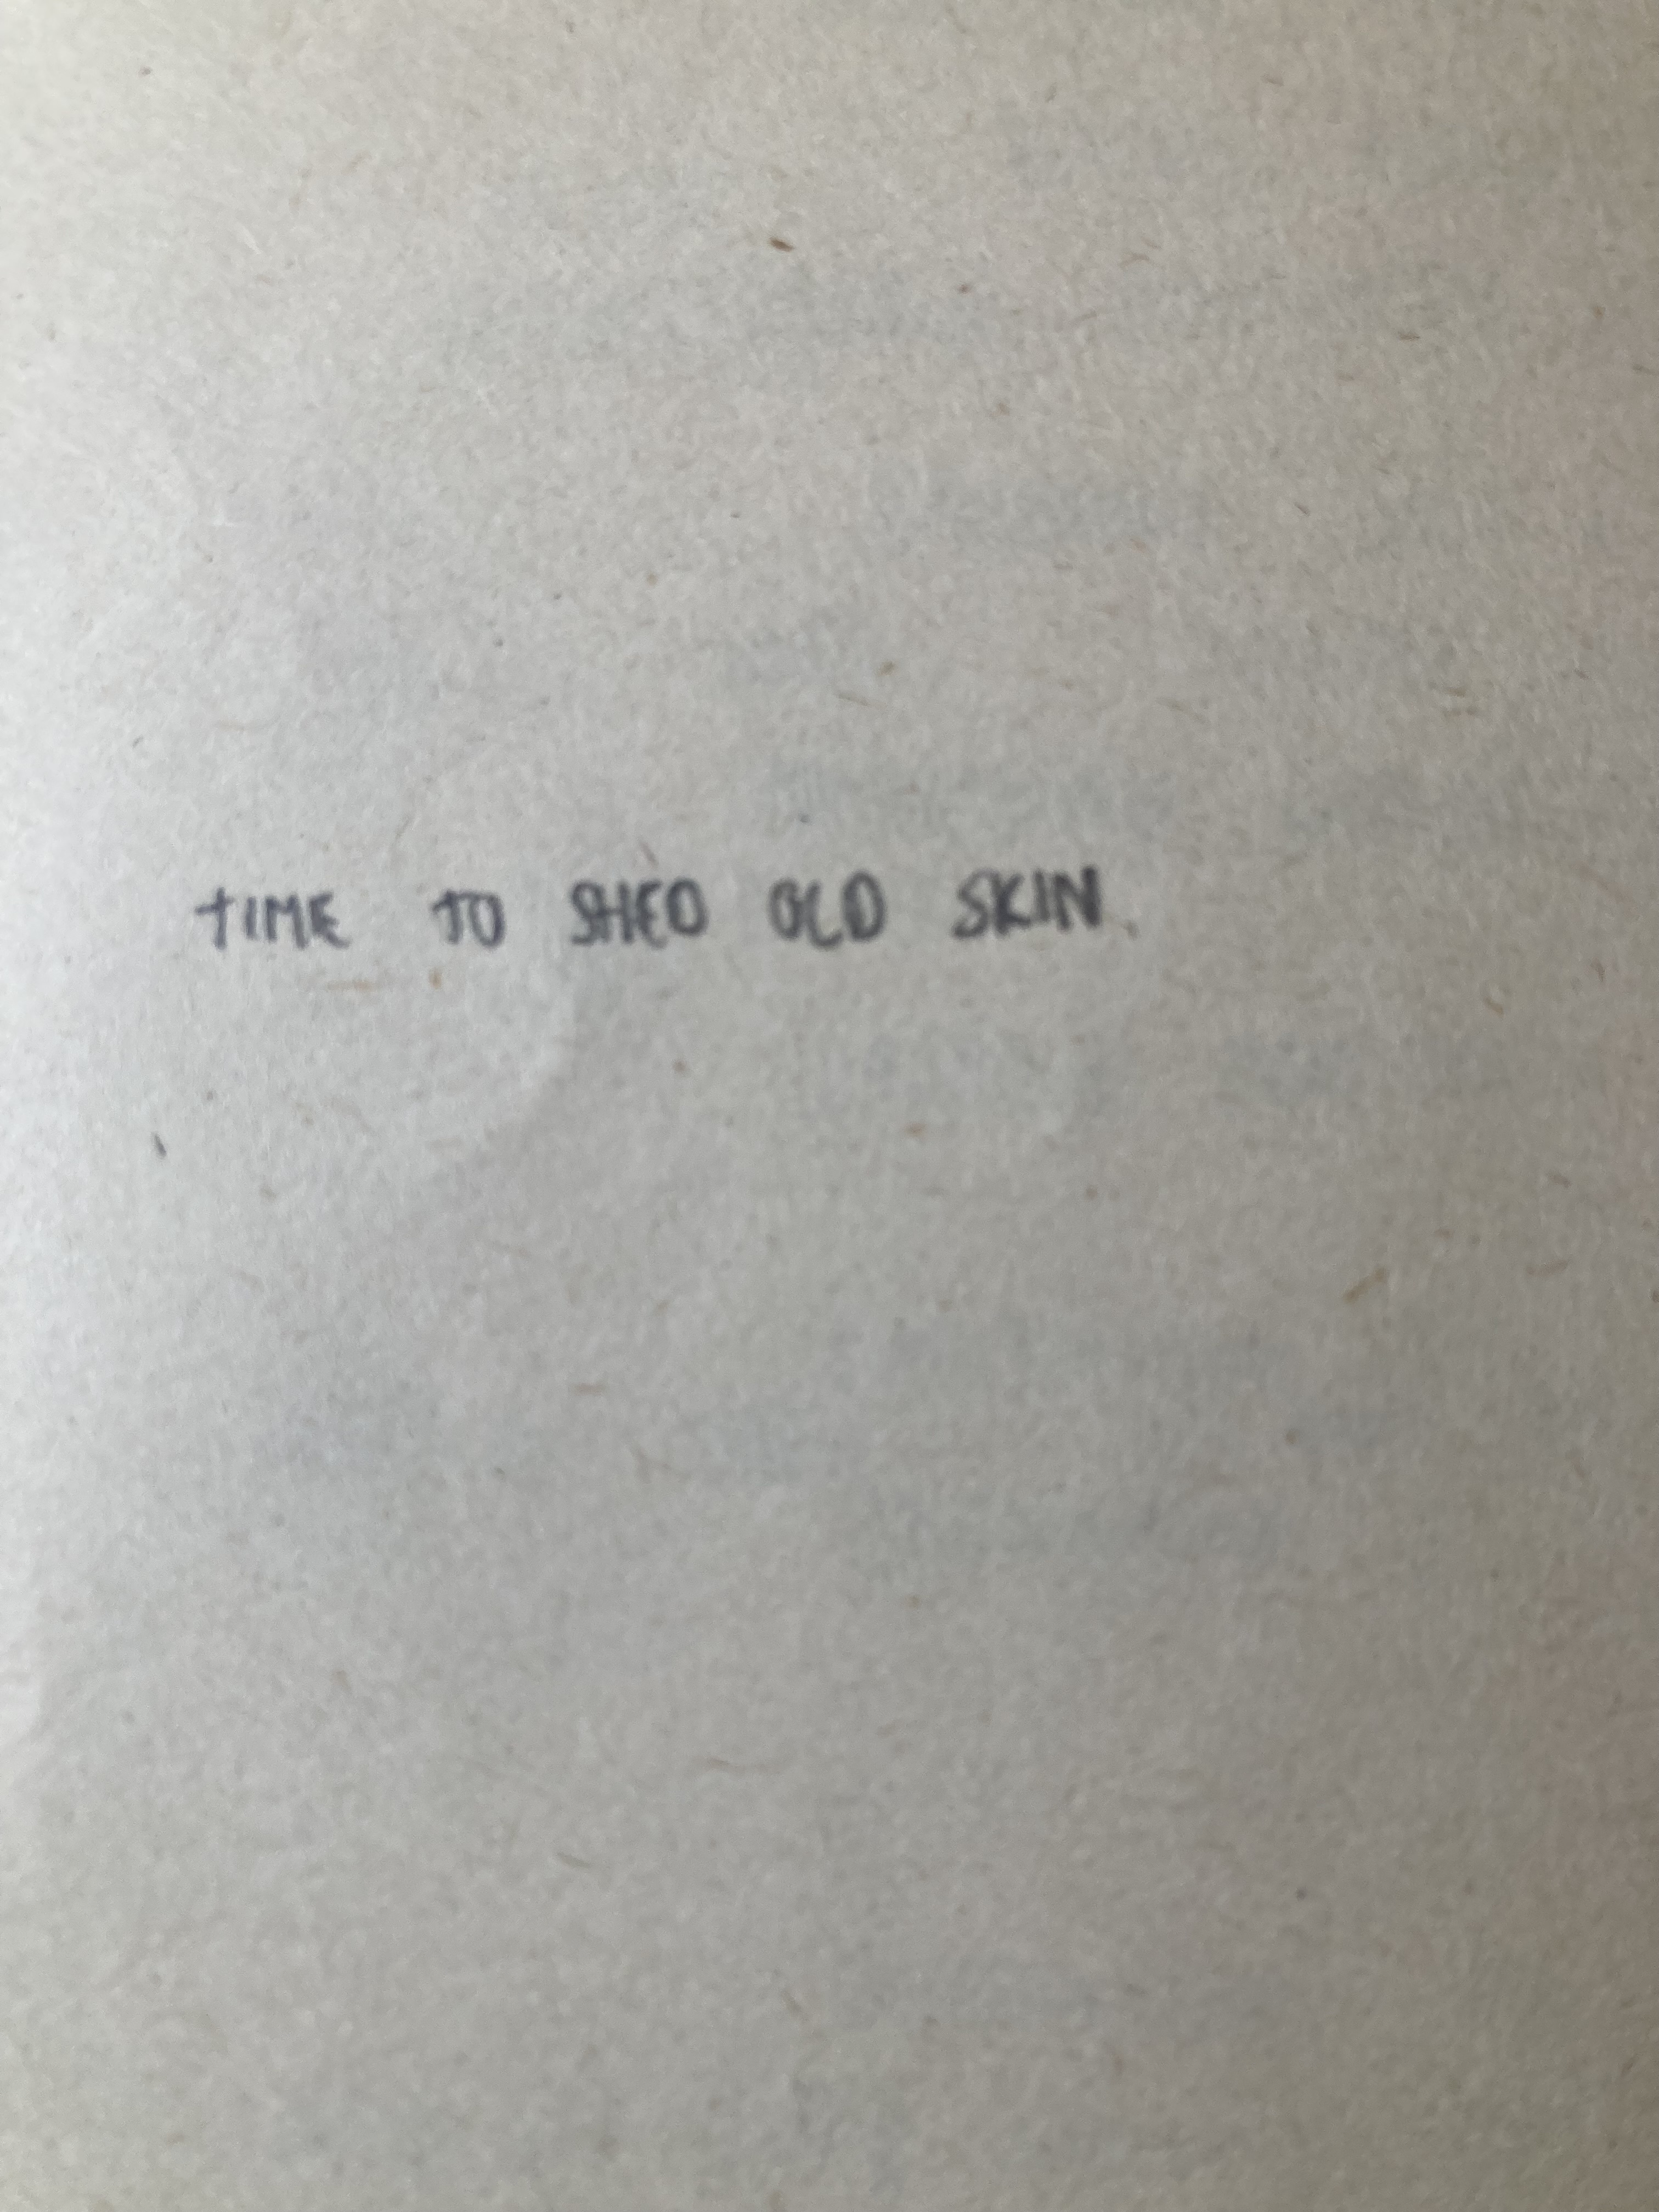 TIME TO SHED OLD SKIN.